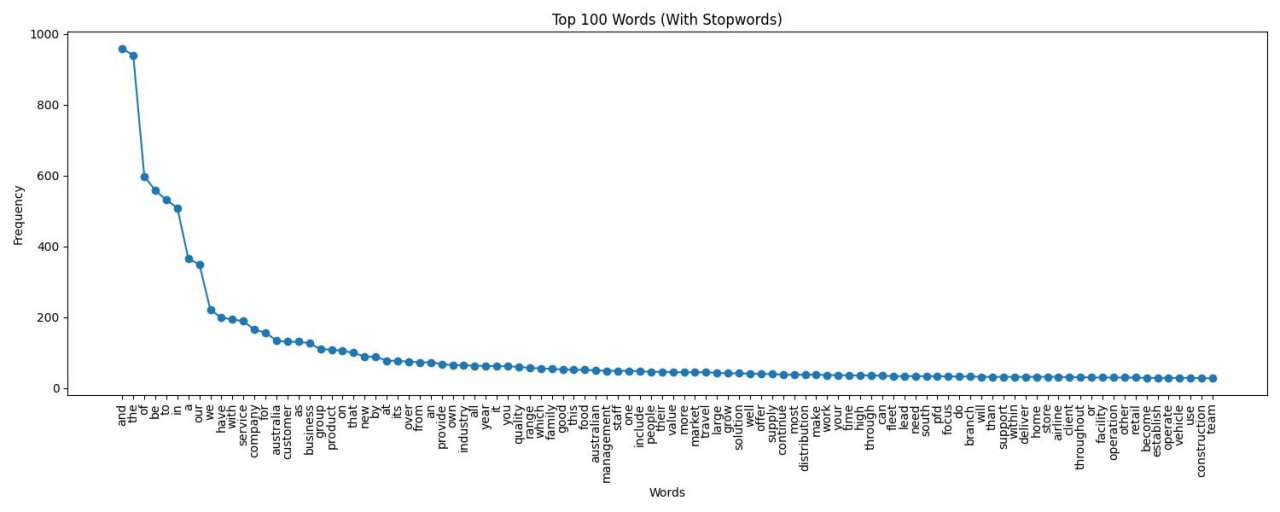 Top 100 Words (With Stopwords)
1000
800
600
400
200
0
Frequency
and
the
of
be
to
in
a
our
we
have
with
service
company
for
australia
customer
as
business
group
product
on
that
new
by
at
its
over
from
an
provide
own
industry
all
year
it
you
quality
range
which
family
good
this
food
australian
management
staff
one
include
people
their
value
more
market
travel
large
grow
solution
well
offer
supply
continue
most
distribution
make
work
your
time
high
through
can
fleet
lead
need
south
pfd
focus
do
branch
will
than
support
within
deliver
home
store
airline
client
throughout
or
facility
operation
other
retail
become
establish
operate
vehicle
use
construction
team
Words